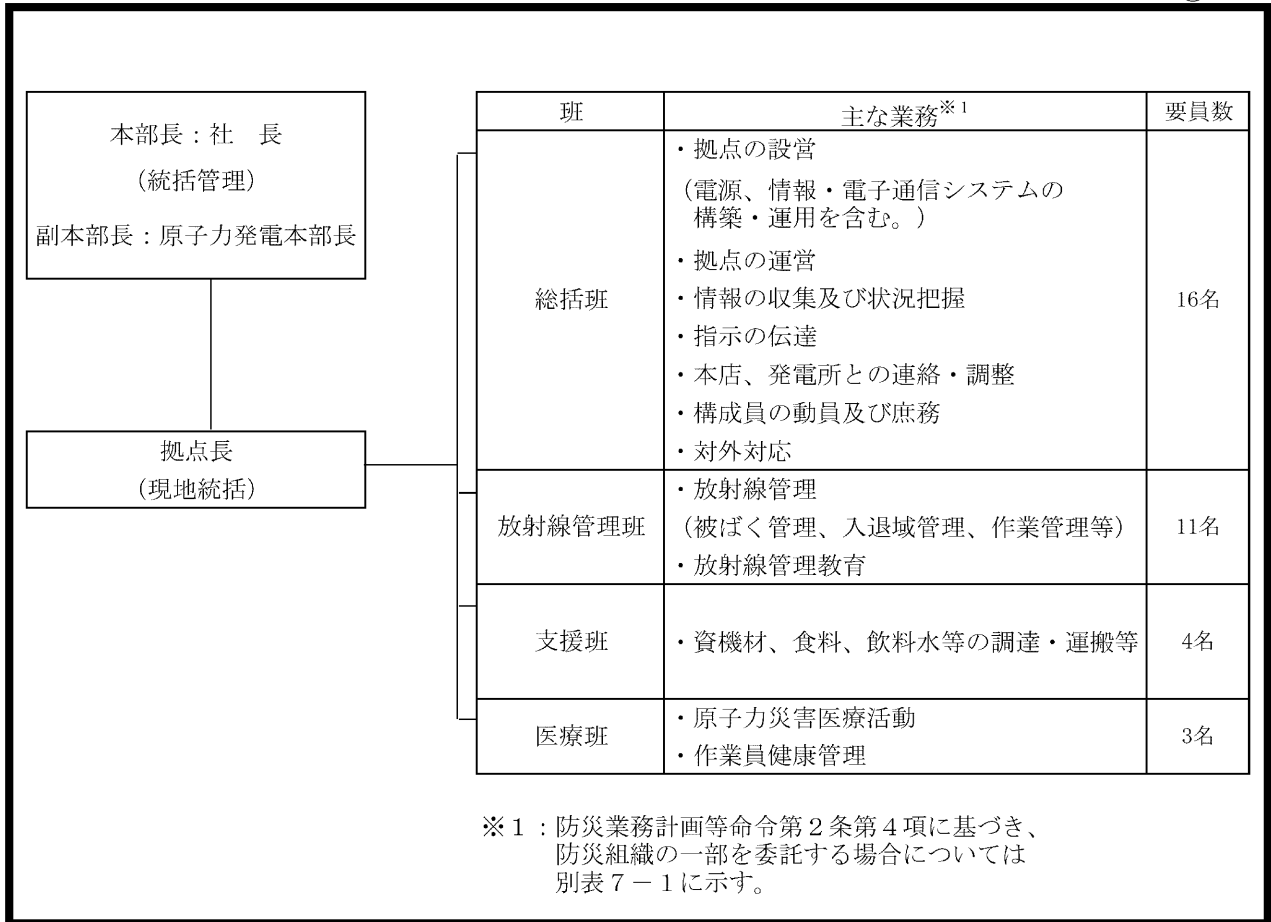 本部長：社　長
（統括管理）
副本部長：原子力発電本部長
拠点長
（現地統括）
班
主な業務※1
要員数
総括班
・拠点の設営
（電源、情報・電子通信システムの
構築・運用を含む。）
・拠点の運営
・情報の収集及び状況把握
・指示の伝達
・本店、発電所との連絡・調整
・構成員の動員及び庶務
・対外対応
16名
放射線管理班
・放射線管理
（被ばく管理、入退域管理、作業管理等）
・放射線管理教育
11名
支援班
・資機材、食料、飲料水等の調達・運搬等
4名
医療班
・原子力災害医療活動
・作業員健康管理
3名
※１：防災業務計画等命令第２条第４項に基づき、
防災組織の一部を委託する場合については
別表７－１に示す。